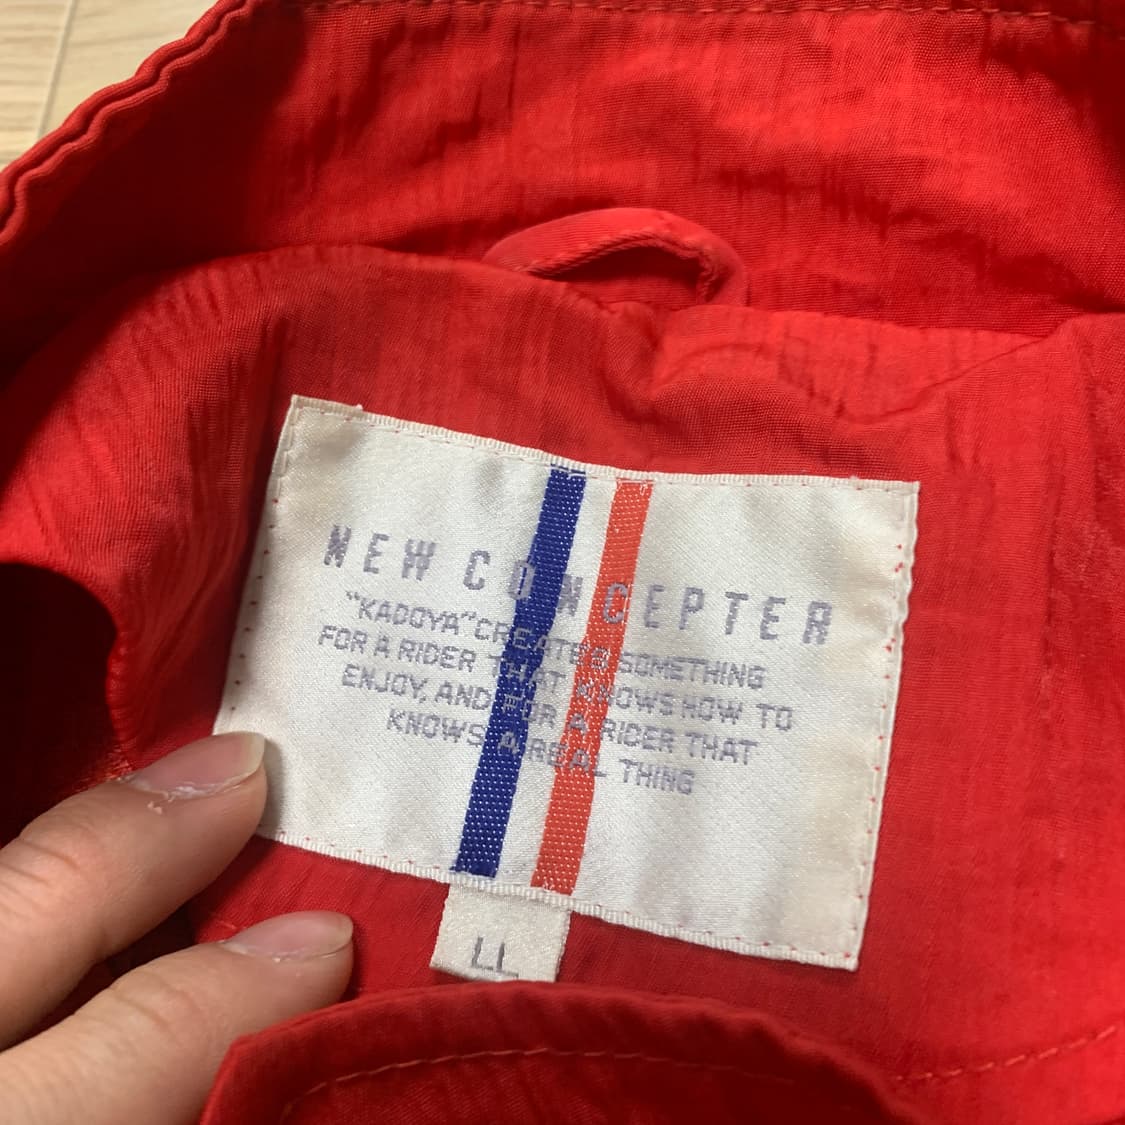 NEW CONCEPTER
"KADOYA" CREATES SOMETHING
FOR A RIDER THAT KNOWS HOW TO
ENJOY, AND FOR A RIDER THAT
KNOWS A REAL THING
LL